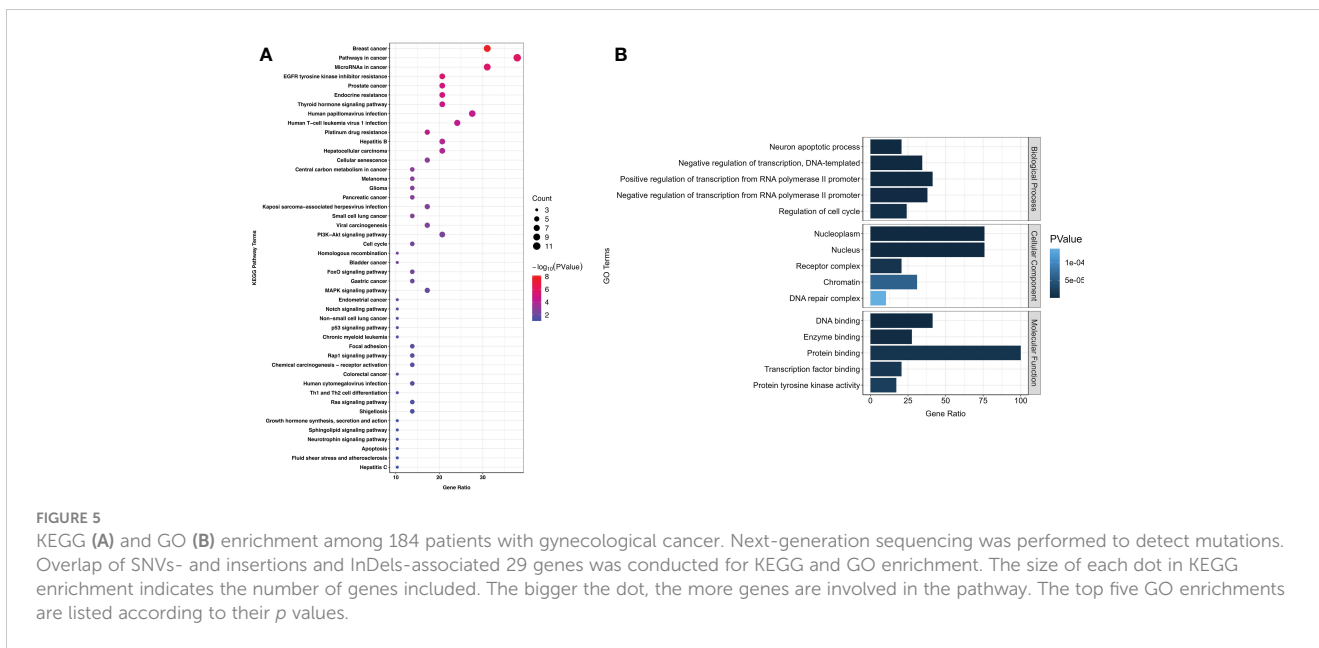 A
Breast cancer
Pathways in cancer
MicroRNAs in cancer
EGFR tyrosine kinase inhibitor resistance
Prostate cancer
Endocrine resistance
Thyroid hormone signaling pathway
Human papillomavirus infection
Human T−cell leukemia virus 1 infection
Platinum drug resistance
Hepatitis B
Hepatocellular carcinoma
Cellular senescence
Central carbon metabolism in cancer
Melanoma
Glioma
Pancreatic cancer
Kaposi sarcoma−associated herpesvirus infection
Small cell lung cancer
Viral carcinogenesis
PI3K−Akt signaling pathway
Cell cycle
Homologous recombination
Bladder cancer
FoxO signaling pathway
Gastric cancer
MAPK signaling pathway
Endometrial cancer
Notch signaling pathway
Non−small cell lung cancer
p53 signaling pathway
Chronic myeloid leukemia
Focal adhesion
Rap1 signaling pathway
Chemical carcinogenesis − receptor activation
Colorectal cancer
Human cytomegalovirus infection
Th1 and Th2 cell differentiation
Ras signaling pathway
Shigellosis
Growth hormone synthesis, secretion and action
Sphingolipid signaling pathway
Neurotrophin signaling pathway
Apoptosis
Fluid shear stress and atherosclerosis
Hepatitis C
KEGG Pathway Terms
10 20 30
Gene Ratio
Count
3
5
7
9
11
−log10(PValue)
8
6
4
2
B
Neuron apoptotic process
Negative regulation of transcription, DNA-templated
Positive regulation of transcription from RNA polymerase II promoter
Negative regulation of transcription from RNA polymerase II promoter
Regulation of cell cycle
Biological Process
Nucleoplasm
Nucleus
Receptor complex
Chromatin
DNA repair complex
Cellular Component
DNA binding
Enzyme binding
Protein binding
Transcription factor binding
Protein tyrosine kinase activity
Molecular Function
GO Terms
0 25 50 75 100
Gene Ratio
PValue
1e-04
5e-05
FIGURE 5
KEGG (A) and GO (B) enrichment among 184 patients with gynecological cancer. Next-generation sequencing was performed to detect mutations.
Overlap of SNVs- and insertions and InDels-associated 29 genes was conducted for KEGG and GO enrichment. The size of each dot in KEGG
enrichment indicates the number of genes included. The bigger the dot, the more genes are involved in the pathway. The top five GO enrichments
are listed according to their p values.